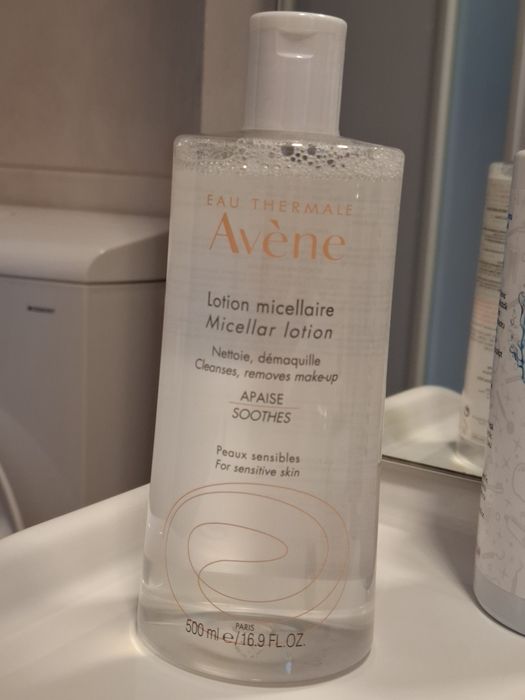 EAU THERMALE
Avène
Lotion micellaire
Micellar lotion
Nettoie, démaquille
Cleanses, removes make-up
APAISE
SOOTHES
Peaux sensibles
For sensitive skin
PARIS
500 ml e/16.9 FL.OZ.